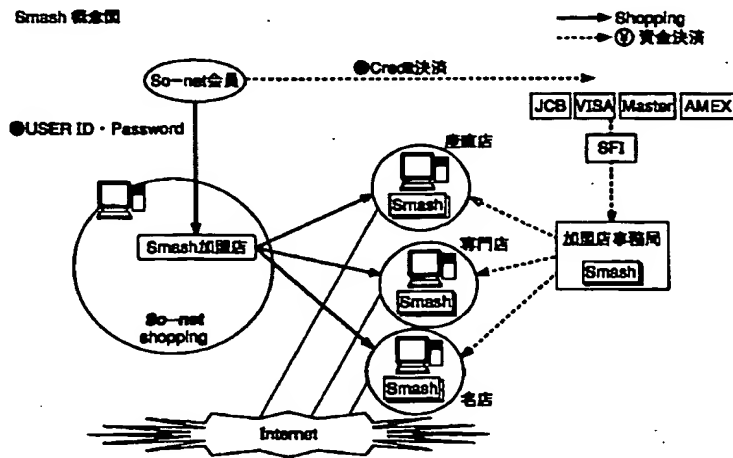 Smash 概念図
Shopping
¥ 資金決済
So-net会員
●Credit決済
JCB VISA Master AMEX
●USER ID・Password
SFI
産直店
Smash
Smash加盟店
専門店
加盟店事務局
Smash
Smash
So-net
shopping
Smash
名店
Internet